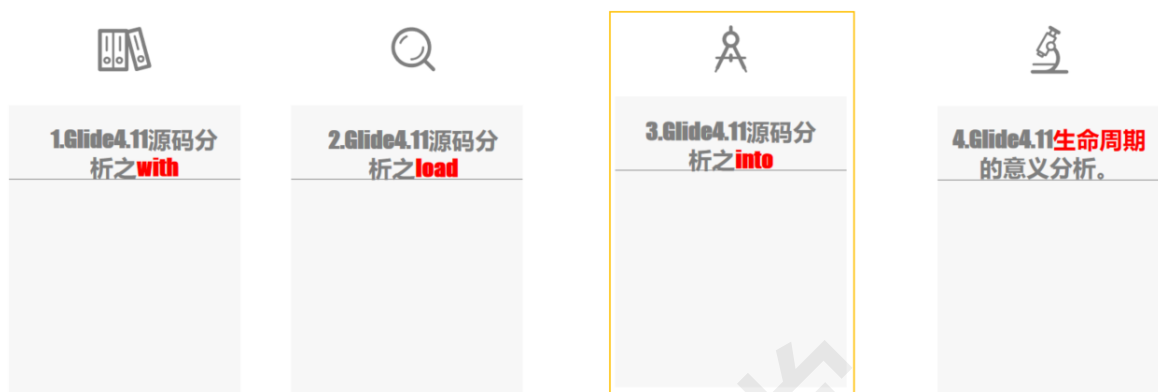 1.Glide4.11源码分
析之with
2.Glide4.11源码分
析之load
3.Glide4.11源码分
析之into
4.Glide4.11生命周期
的意义分析。